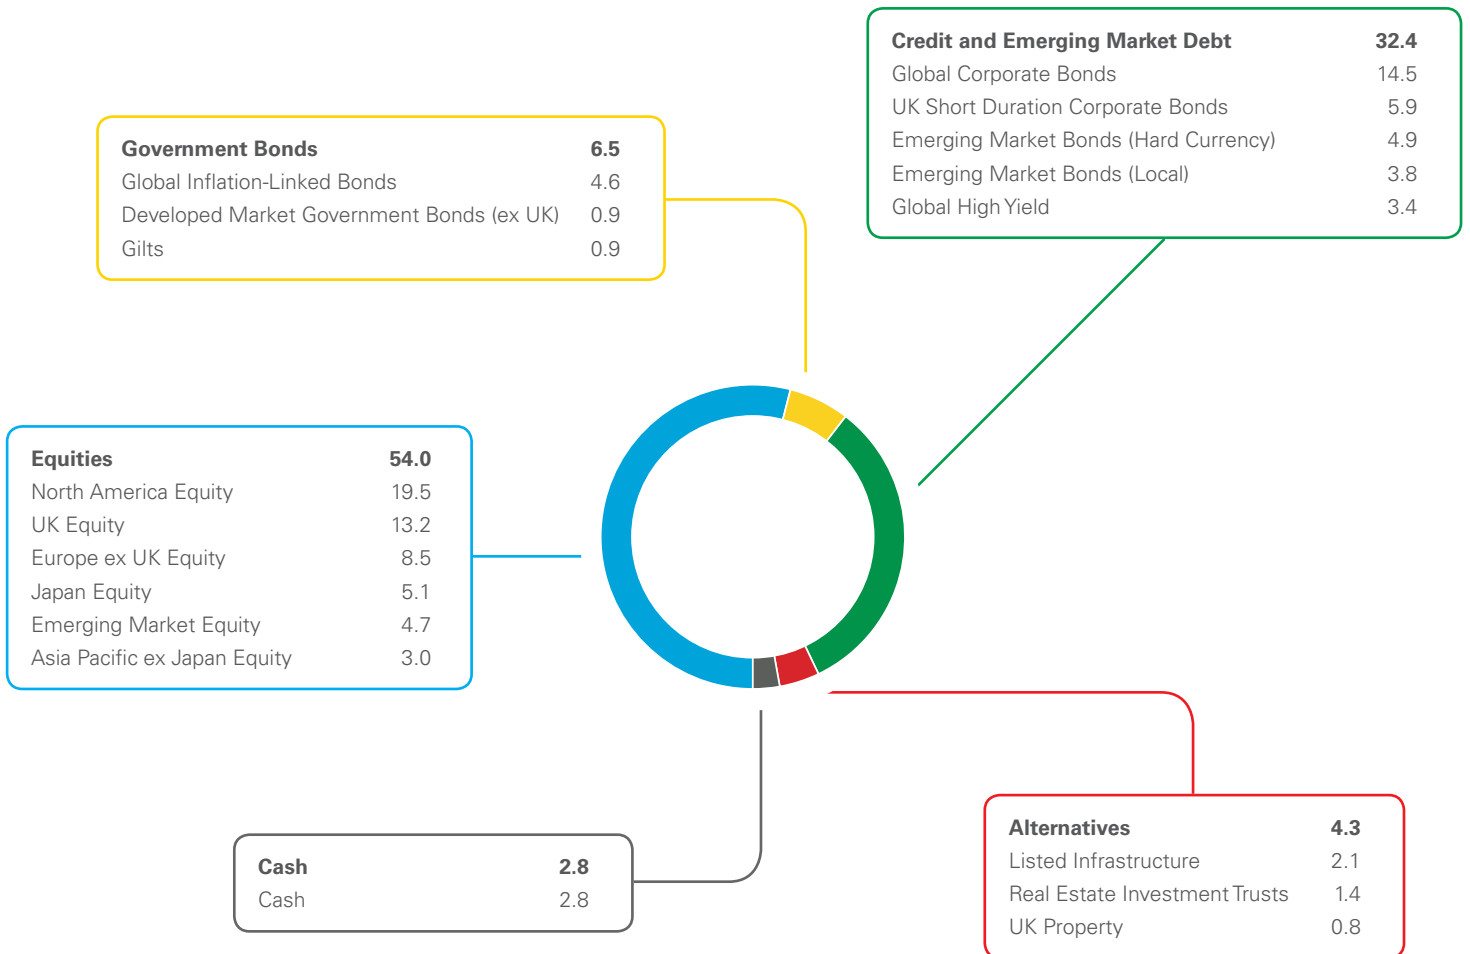 Credit and Emerging Market Debt 32.4
Global Corporate Bonds 14.5
UK Short Duration Corporate Bonds 5.9
Emerging Market Bonds (Hard Currency) 4.9
Emerging Market Bonds (Local) 3.8
Global High Yield 3.4
Government Bonds 6.5
Global Inflation-Linked Bonds 4.6
Developed Market Government Bonds (ex UK) 0.9
Gilts 0.9
Equities 54.0
North America Equity 19.5
UK Equity 13.2
Europe ex UK Equity 8.5
Japan Equity 5.1
Emerging Market Equity 4.7
Asia Pacific ex Japan Equity 3.0
Cash 2.8
Cash 2.8
Alternatives 4.3
Listed Infrastructure 2.1
Real Estate Investment Trusts 1.4
UK Property 0.8